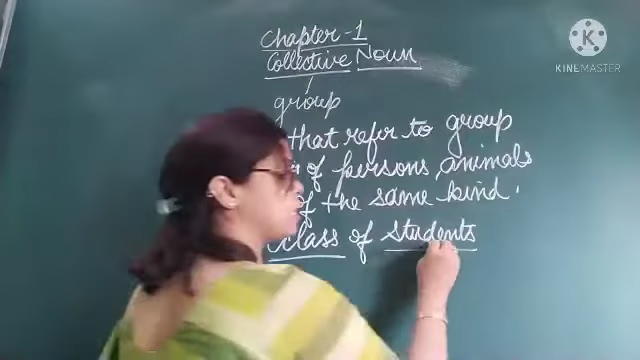 Chapter-1
Collective Noun
group
that refer to group
of persons, animals
of the same kind.
class of students
KINEMASTER